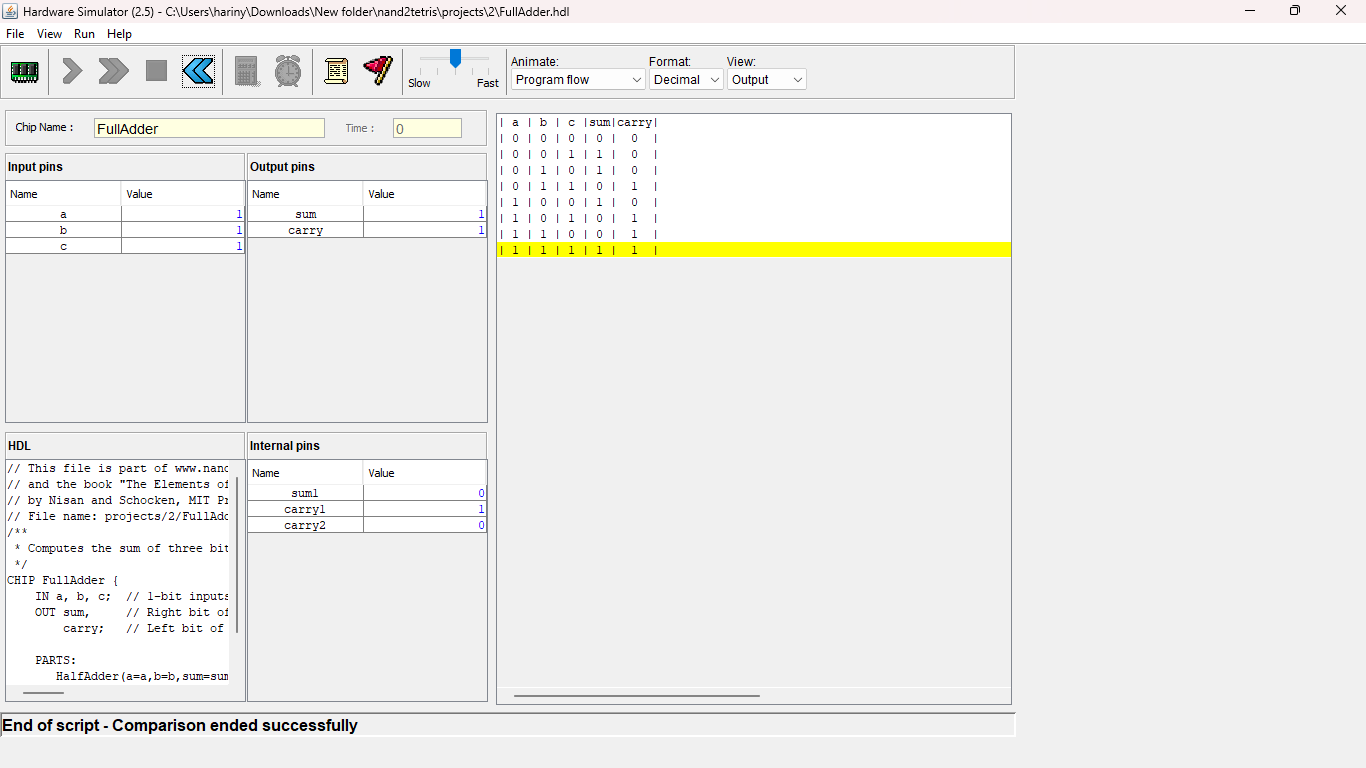 Hardware Simulator (2.5) - C:\Users\hariny\Downloads\New folder\nand2tetris\projects\2\FullAdder.hdl
File View Run Help
Slow Fast
Animate: Format: View:
Program flow Decimal Output
Chip Name : FullAdder Time : 0
Input pins
Name Value
a 1
b 1
c 1
Output pins
Name Value
sum 1
carry 1
HDL
// This file is part of www.nanc
// and the book "The Elements of
// by Nisan and Schocken, MIT Pr
// File name: projects/2/FullAdd
/**
* Computes the sum of three bit
*/
CHIP FullAdder {
IN a, b, c; // 1-bit inputs
OUT sum, // Right bit of
carry; // Left bit of
PARTS:
HalfAdder(a=a,b=b,sum=sum
Internal pins
Name Value
sum1 0
carry1 1
carry2 0
| a | b | c |sum|carry|
| 0 | 0 | 0 | 0 | 0 |
| 0 | 0 | 1 | 1 | 0 |
| 0 | 1 | 0 | 1 | 0 |
| 0 | 1 | 1 | 0 | 1 |
| 1 | 0 | 0 | 1 | 0 |
| 1 | 0 | 1 | 0 | 1 |
| 1 | 1 | 0 | 0 | 1 |
| 1 | 1 | 1 | 1 | 1 |
End of script - Comparison ended successfully